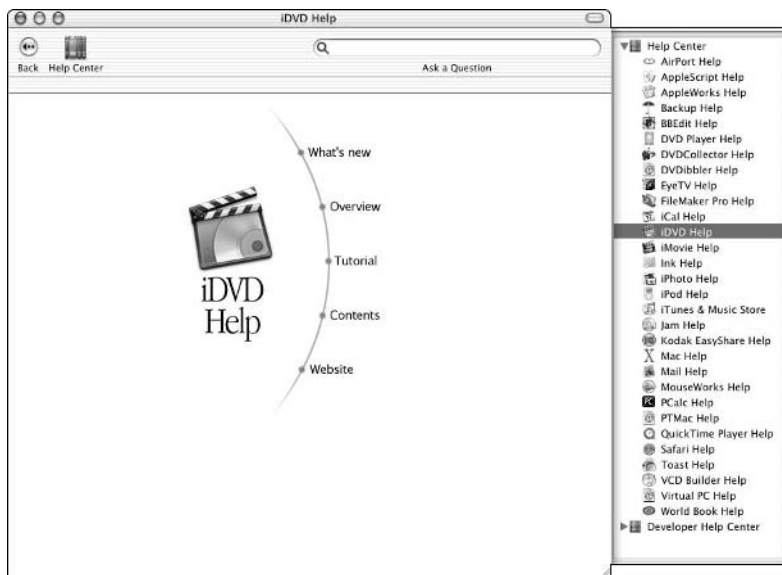 iDVD Help
Back
Help Center
Ask a Question
What's new
Overview
Tutorial
Contents
Website
iDVD
Help
Help Center
AirPort Help
AppleScript Help
AppleWorks Help
Backup Help
BBEdit Help
DVD Player Help
DVDCollector Help
DVDibbler Help
EyeTV Help
FileMaker Pro Help
iCal Help
iDVD Help
iMovie Help
Ink Help
iPhoto Help
iPod Help
iTunes & Music Store
Jam Help
Kodak EasyShare Help
Mac Help
Mail Help
MouseWorks Help
PCalc Help
PTMac Help
QuickTime Player Help
Safari Help
Toast Help
VCD Builder Help
Virtual PC Help
World Book Help
Developer Help Center